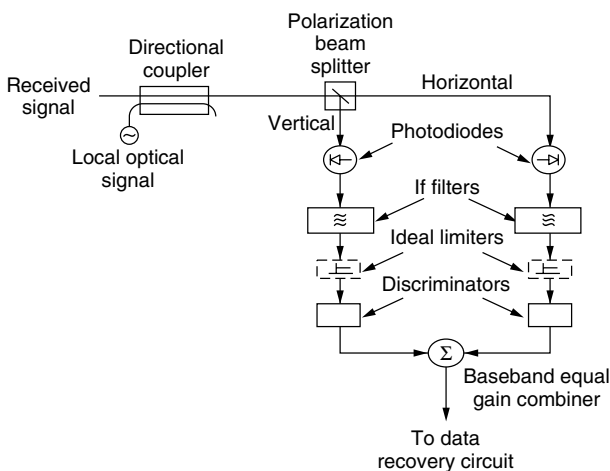 Polarization
beam
splitter
Directional
coupler
Received
signal
Horizontal
Vertical
Local optical
signal
Photodiodes
If filters
Ideal limiters
Discriminators
Σ
Baseband equal
gain combiner
To data
recovery circuit